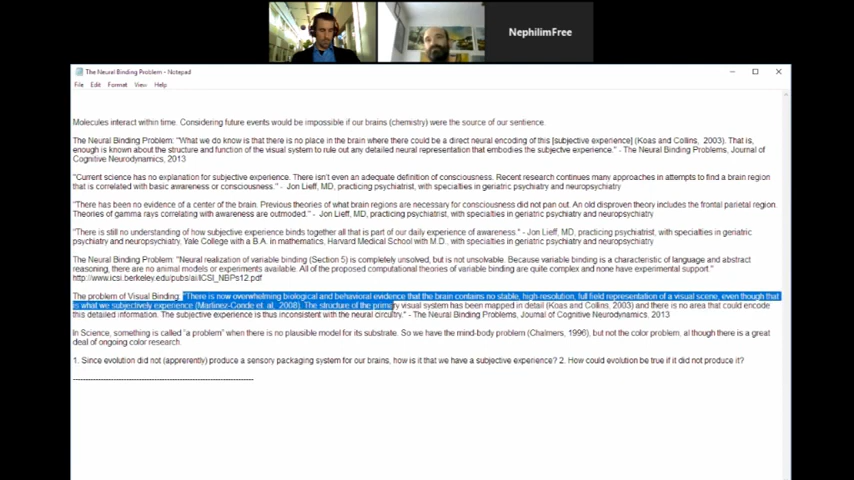 NephilimFree
The Neural Binding Problem - Notepad
File Edit Format View Help
Molecules interact within time. Considering future events would be impossible if our brains (chemistry) were the source of our sentience.
The Neural Binding Problem: "What we do know is that there is no place in the brain where there could be a direct neural encoding of this [subjective experience] (Koas and Collins, 2003). That is,
enough is known about the structure and function of the visual system to rule out any detailed neural representation that embodies the subjective experience." - The Neural Binding Problems, Journal of
Cognitive Neurodynamics, 2013
"Current science has no explanation for subjective experience. There isn't even an adequate definition of consciousness. Recent research continues many approaches in attempts to find a brain region
that is correlated with basic awareness or consciousness." - Jon Lieff, MD, practicing psychiatrist, with specialties in geriatric psychiatry and neuropsychiatry
"There has been no evidence of a center of the brain. Previous theories of what brain regions are necessary for consciousness did not pan out. An old disproven theory includes the frontal parietal region.
Theories of gamma rays correlating with awareness are outmoded." - Jon Lieff, MD, practicing psychiatrist, with specialties in geriatric psychiatry and neuropsychiatry
"There is still no understanding of how subjective experience binds together all that is part of our daily experience of awareness." - Jon Lieff, MD, practicing psychiatrist, with specialties in geriatric
psychiatry and neuropsychiatry, Yale College with a B.A. in mathematics, Harvard Medical School with M.D., with specialties in geriatric psychiatry and neuropsychiatry
The Neural Binding Problem: "Neural realization of variable binding (Section 5) is completely unsolved, but is not unsolvable. Because variable binding is a characteristic of language and abstract
reasoning, there are no animal models or experiments available. All of the proposed computational theories of variable binding are quite complex and none have experimental support."
http://www.icsi.berkeley.edu/pubs/ai/ICSI_NBPs12.pdf
The problem of Visual Binding: "There is now overwhelming biological and behavioral evidence that the brain contains no stable, high-resolution, full field representation of a visual scene, even though that
is what we subjectively experience (Martinez-Conde et. al., 2008). The structure of the primary visual system has been mapped in detail (Koas and Collins, 2003) and there is no area that could encode
this detailed information. The subjective experience is thus inconsistent with the neural circuitry." - The Neural Binding Problems, Journal of Cognitive Neurodynamics, 2013
In Science, something is called "a problem" when there is no plausible model for its substrate. So we have the mind-body problem (Chalmers, 1996), but not the color problem, al though there is a great
deal of ongoing color research.
1. Since evolution did not (apprerently) produce a sensory packaging system for our brains, how is it that we have a subjective experience? 2. How could evolution be true if it did not produce it?
------------------------------------------------------------